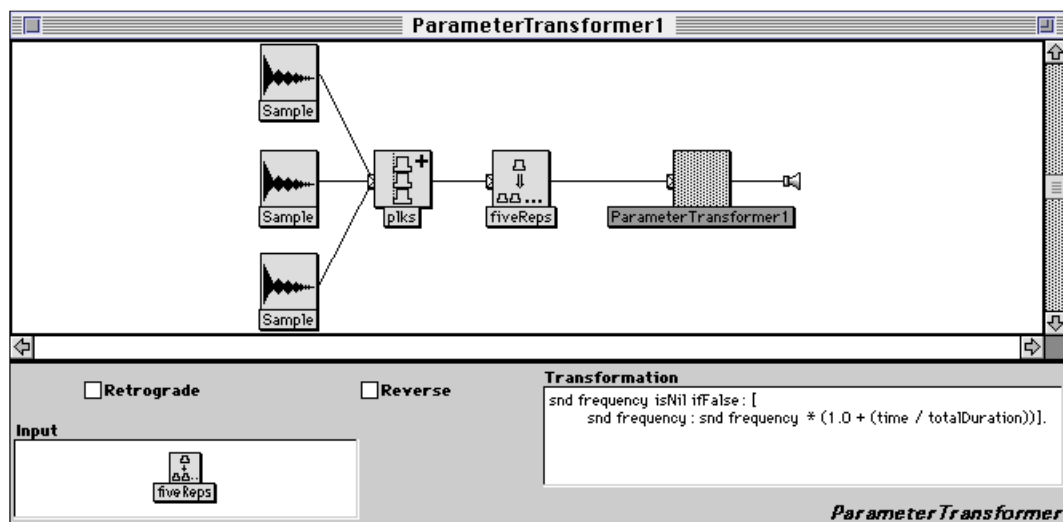 ParameterTransformer1
Sample
Sample
plks
fiveReps
ParameterTransformer1
Sample
Retrograde
Reverse
Transformation
snd frequency isNil ifFalse: [
snd frequency: snd frequency * (1.0 + (time / totalDuration))].
Input
fiveReps
ParameterTransformer